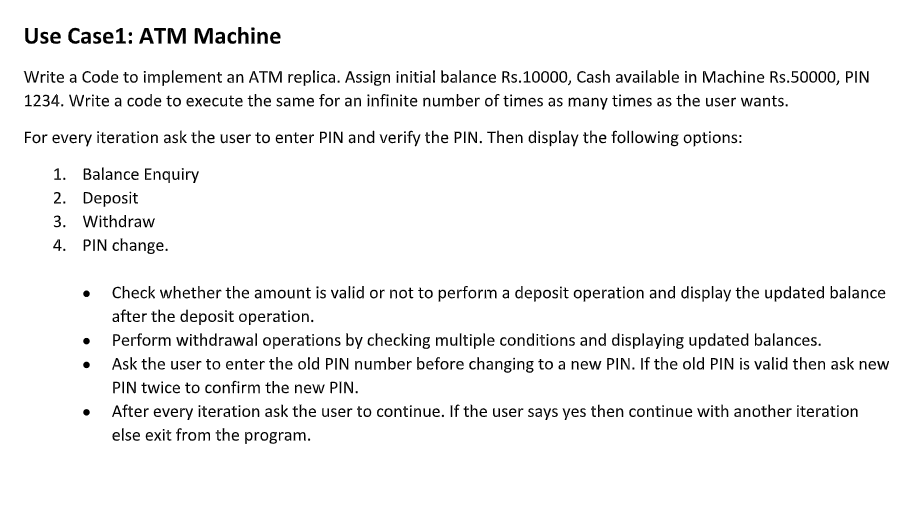 Use Case1: ATM Machine
Write a Code to implement an ATM replica. Assign initial balance Rs.10000, Cash available in Machine Rs.50000, PIN
1234. Write a code to execute the same for an infinite number of times as many times as the user wants.
For every iteration ask the user to enter PIN and verify the PIN. Then display the following options:
1. Balance Enquiry
2. Deposit
3. Withdraw
4. PIN change.
• Check whether the amount is valid or not to perform a deposit operation and display the updated balance
after the deposit operation.
• Perform withdrawal operations by checking multiple conditions and displaying updated balances.
• Ask the user to enter the old PIN number before changing to a new PIN. If the old PIN is valid then ask new
PIN twice to confirm the new PIN.
• After every iteration ask the user to continue. If the user says yes then continue with another iteration
else exit from the program.